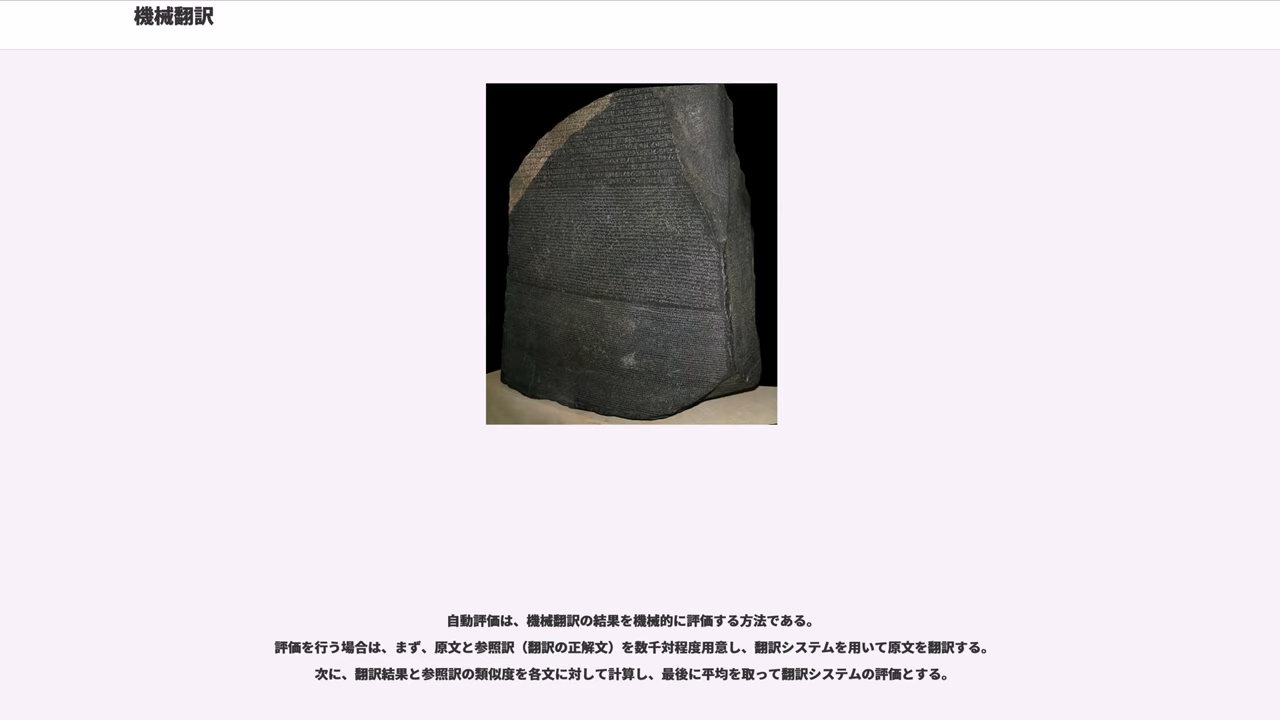 機械翻訳
自動評価は、機械翻訳の結果を機械的に評価する方法である。
評価を行う場合は、まず、原文と参照訳（翻訳の正解文）を数千対程度用意し、翻訳システムを用いて原文を翻訳する。
次に、翻訳結果と参照訳の類似度を各文に対して計算し、最後に平均を取って翻訳システムの評価とする。